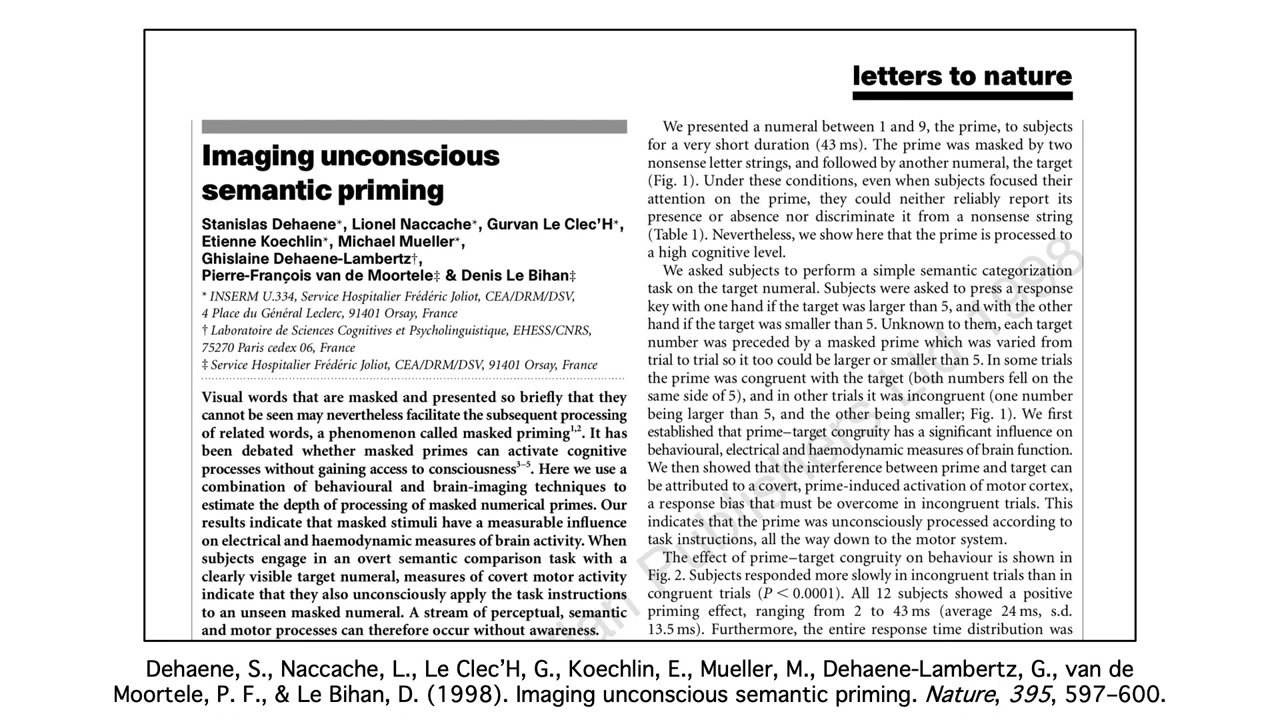 letters to nature
Imaging unconscious
semantic priming
Stanislas Dehaene*, Lionel Naccache*, Gurvan Le Clec’H*,
Etienne Koechlin*, Michael Mueller*,
Ghislaine Dehaene-Lambertz†,
Pierre-François van de Moortele‡ & Denis Le Bihan‡
* INSERM U.334, Service Hospitalier Frédéric Joliot, CEA/DRM/DSV,
4 Place du Général Leclerc, 91401 Orsay, France
† Laboratoire de Sciences Cognitives et Psycholinguistique, EHESS/CNRS,
75270 Paris cedex 06, France
‡ Service Hospitalier Frédéric Joliot, CEA/DRM/DSV, 91401 Orsay, France
Visual words that are masked and presented so briefly that they
cannot be seen may nevertheless facilitate the subsequent processing
of related words, a phenomenon called masked priming1,2. It has
been debated whether masked primes can activate cognitive
processes without gaining access to consciousness3–5. Here we use a
combination of behavioural and brain-imaging techniques to
estimate the depth of processing of masked numerical primes. Our
results indicate that masked stimuli have a measurable influence
on electrical and haemodynamic measures of brain activity. When
subjects engage in an overt semantic comparison task with a
clearly visible target numeral, measures of covert motor activity
indicate that they also unconsciously apply the task instructions
to an unseen masked numeral. A stream of perceptual, semantic
and motor processes can therefore occur without awareness.
We presented a numeral between 1 and 9, the prime, to subjects
for a very short duration (43 ms). The prime was masked by two
nonsense letter strings, and followed by another numeral, the target
(Fig. 1). Under these conditions, even when subjects focused their
attention on the prime, they could neither reliably report its
presence or absence nor discriminate it from a nonsense string
(Table 1). Nevertheless, we show here that the prime is processed to
a high cognitive level.
We asked subjects to perform a simple semantic categorization
task on the target numeral. Subjects were asked to press a response
key with one hand if the target was larger than 5, and with the other
hand if the target was smaller than 5. Unknown to them, each target
number was preceded by a masked prime which was varied from
trial to trial so it too could be larger or smaller than 5. In some trials
the prime was congruent with the target (both numbers fell on the
same side of 5), and in other trials it was incongruent (one number
being larger than 5, and the other being smaller; Fig. 1). We first
established that prime–target congruity has a significant influence on
behavioural, electrical and haemodynamic measures of brain function.
We then showed that the interference between prime and target can
be attributed to a covert, prime-induced activation of motor cortex,
a response bias that must be overcome in incongruent trials. This
indicates that the prime was unconsciously processed according to
task instructions, all the way down to the motor system.
The effect of prime–target congruity on behaviour is shown in
Fig. 2. Subjects responded more slowly in incongruent trials than in
congruent trials (P < 0.0001). All 12 subjects showed a positive
priming effect, ranging from 2 to 43 ms (average 24 ms, s.d.
13.5 ms). Furthermore, the entire response time distribution was
Publishers Ltd 1998
Dehaene, S., Naccache, L., Le Clec’H, G., Koechlin, E., Mueller, M., Dehaene-Lambertz, G., van de
Moortele, P. F., & Le Bihan, D. (1998). Imaging unconscious semantic priming. Nature, 395, 597–600.